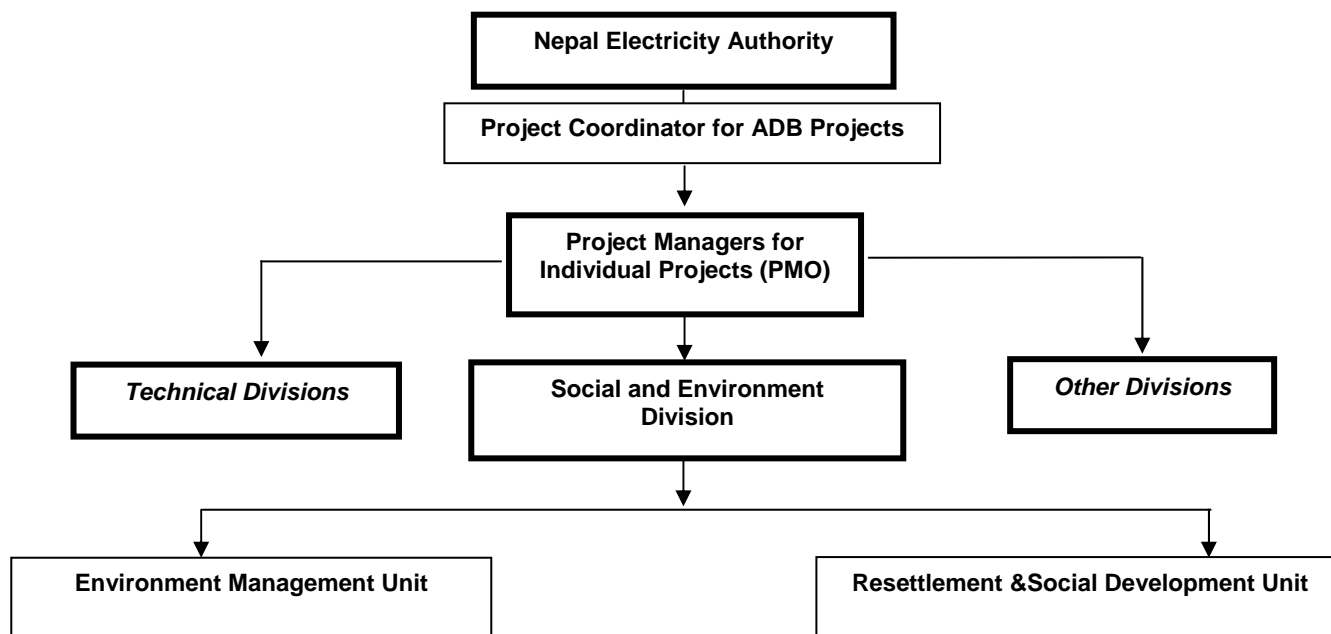 Nepal Electricity Authority
Project Coordinator for ADB Projects
Project Managers for
Individual Projects (PMO)
Technical Divisions
Social and Environment
Division
Other Divisions
Environment Management Unit
Resettlement &Social Development Unit